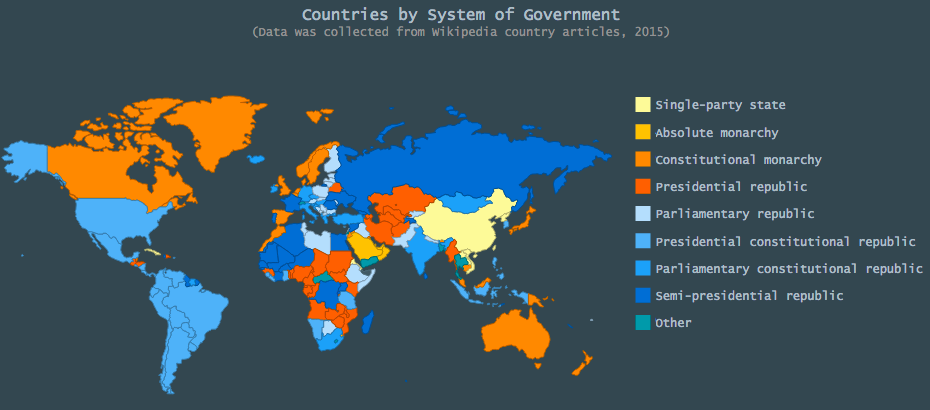 Countries by System of Government
(Data was collected from Wikipedia country articles, 2015)
Single-party state
Absolute monarchy
Constitutional monarchy
Presidential republic
Parliamentary republic
Presidential constitutional republic
Parliamentary constitutional republic
Semi-presidential republic
Other